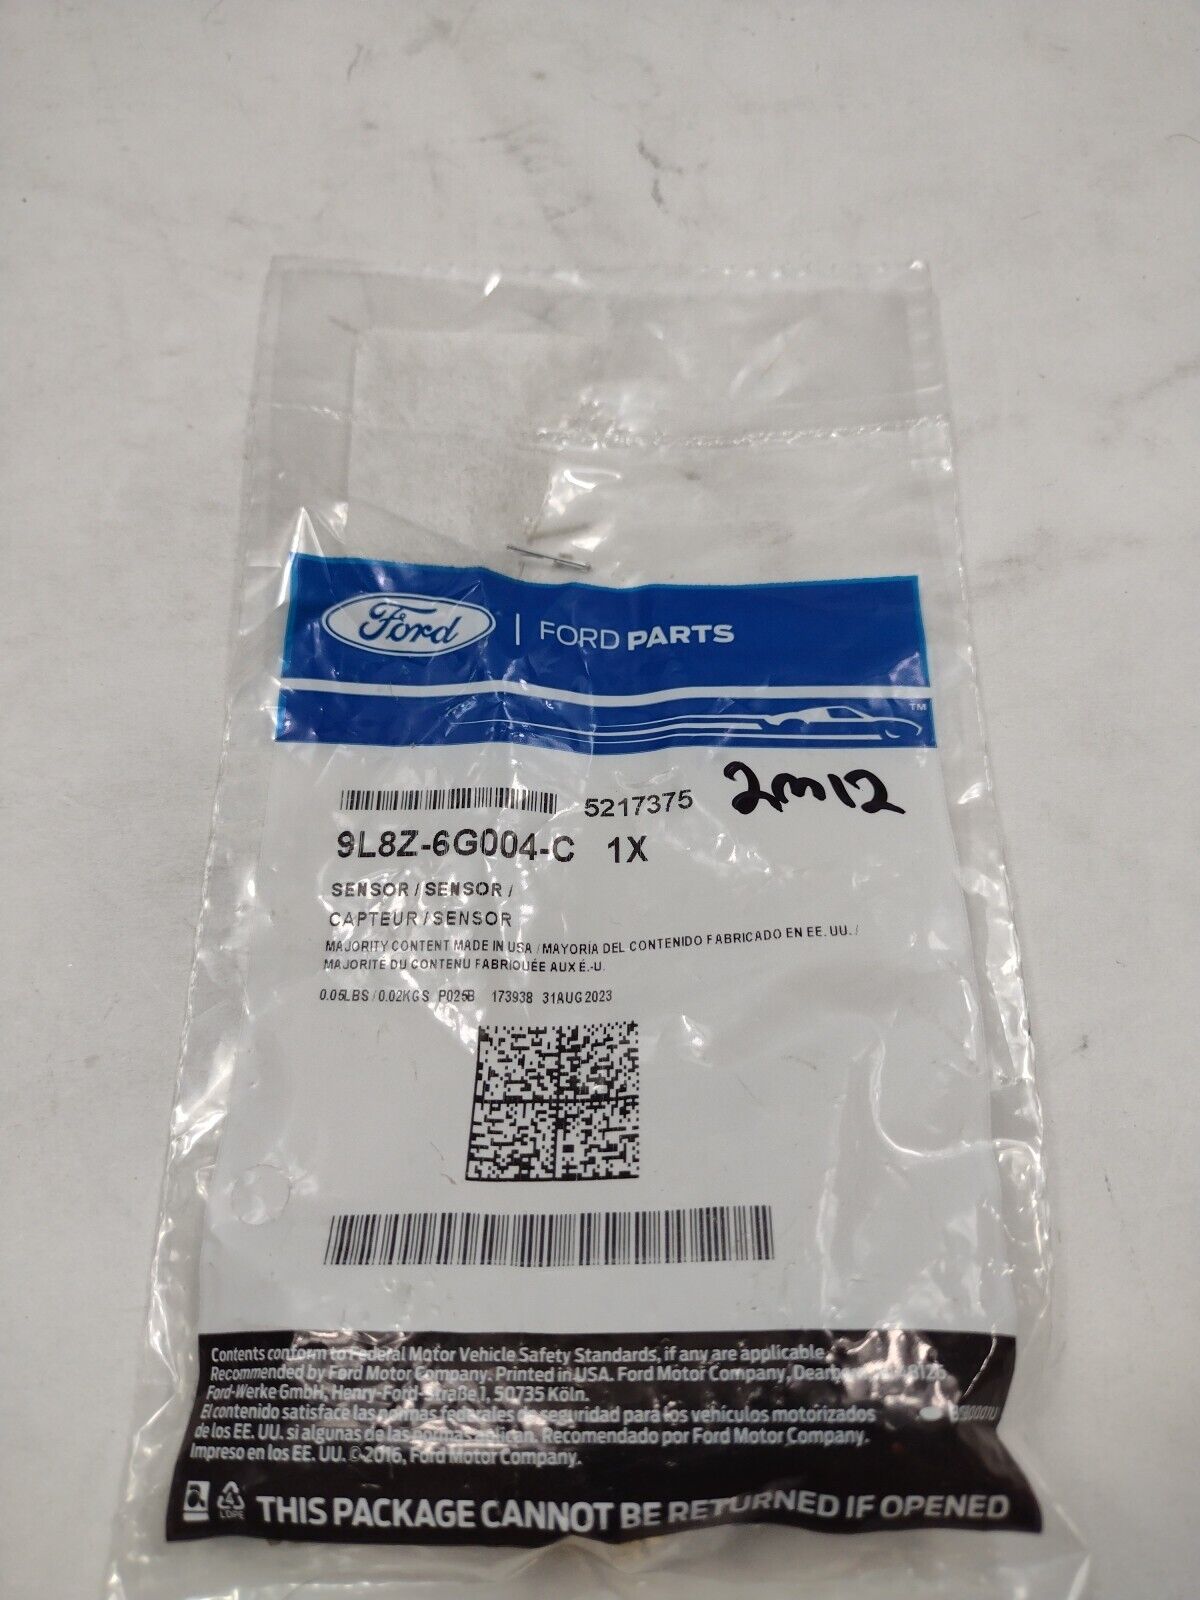 Ford | FORD PARTS
TM
5217375 2m12
9L8Z-6G004-C 1X
SENSOR / SENSOR /
CAPTEUR / SENSOR
MAJORITY CONTENT MADE IN USA / MAYORÍA DEL CONTENIDO FABRICADO EN EE. UU. /
MAJORITÉ DU CONTENU FABRIQUÉE AUX É.-U.
0.05LBS / 0.02KGS P025B 173938 31AUG2023
Contents conform to Federal Motor Vehicle Safety Standards, if any are applicable.
Recommended by Ford Motor Company. Printed in USA. Ford Motor Company, 48126
Ford-Werke GmbH, Henry-Ford-Straße 1, 50735 Köln.
El contenido satisface las normas federales de seguridad para los vehículos motorizados
de los EE. UU. si algunas de las normas aplican. Recomendado por Ford Motor Company.
Impreso en los EE. UU. © 2016, Ford Motor Company.
4
LDPE
THIS PACKAGE CANNOT BE RETURNED IF OPENED